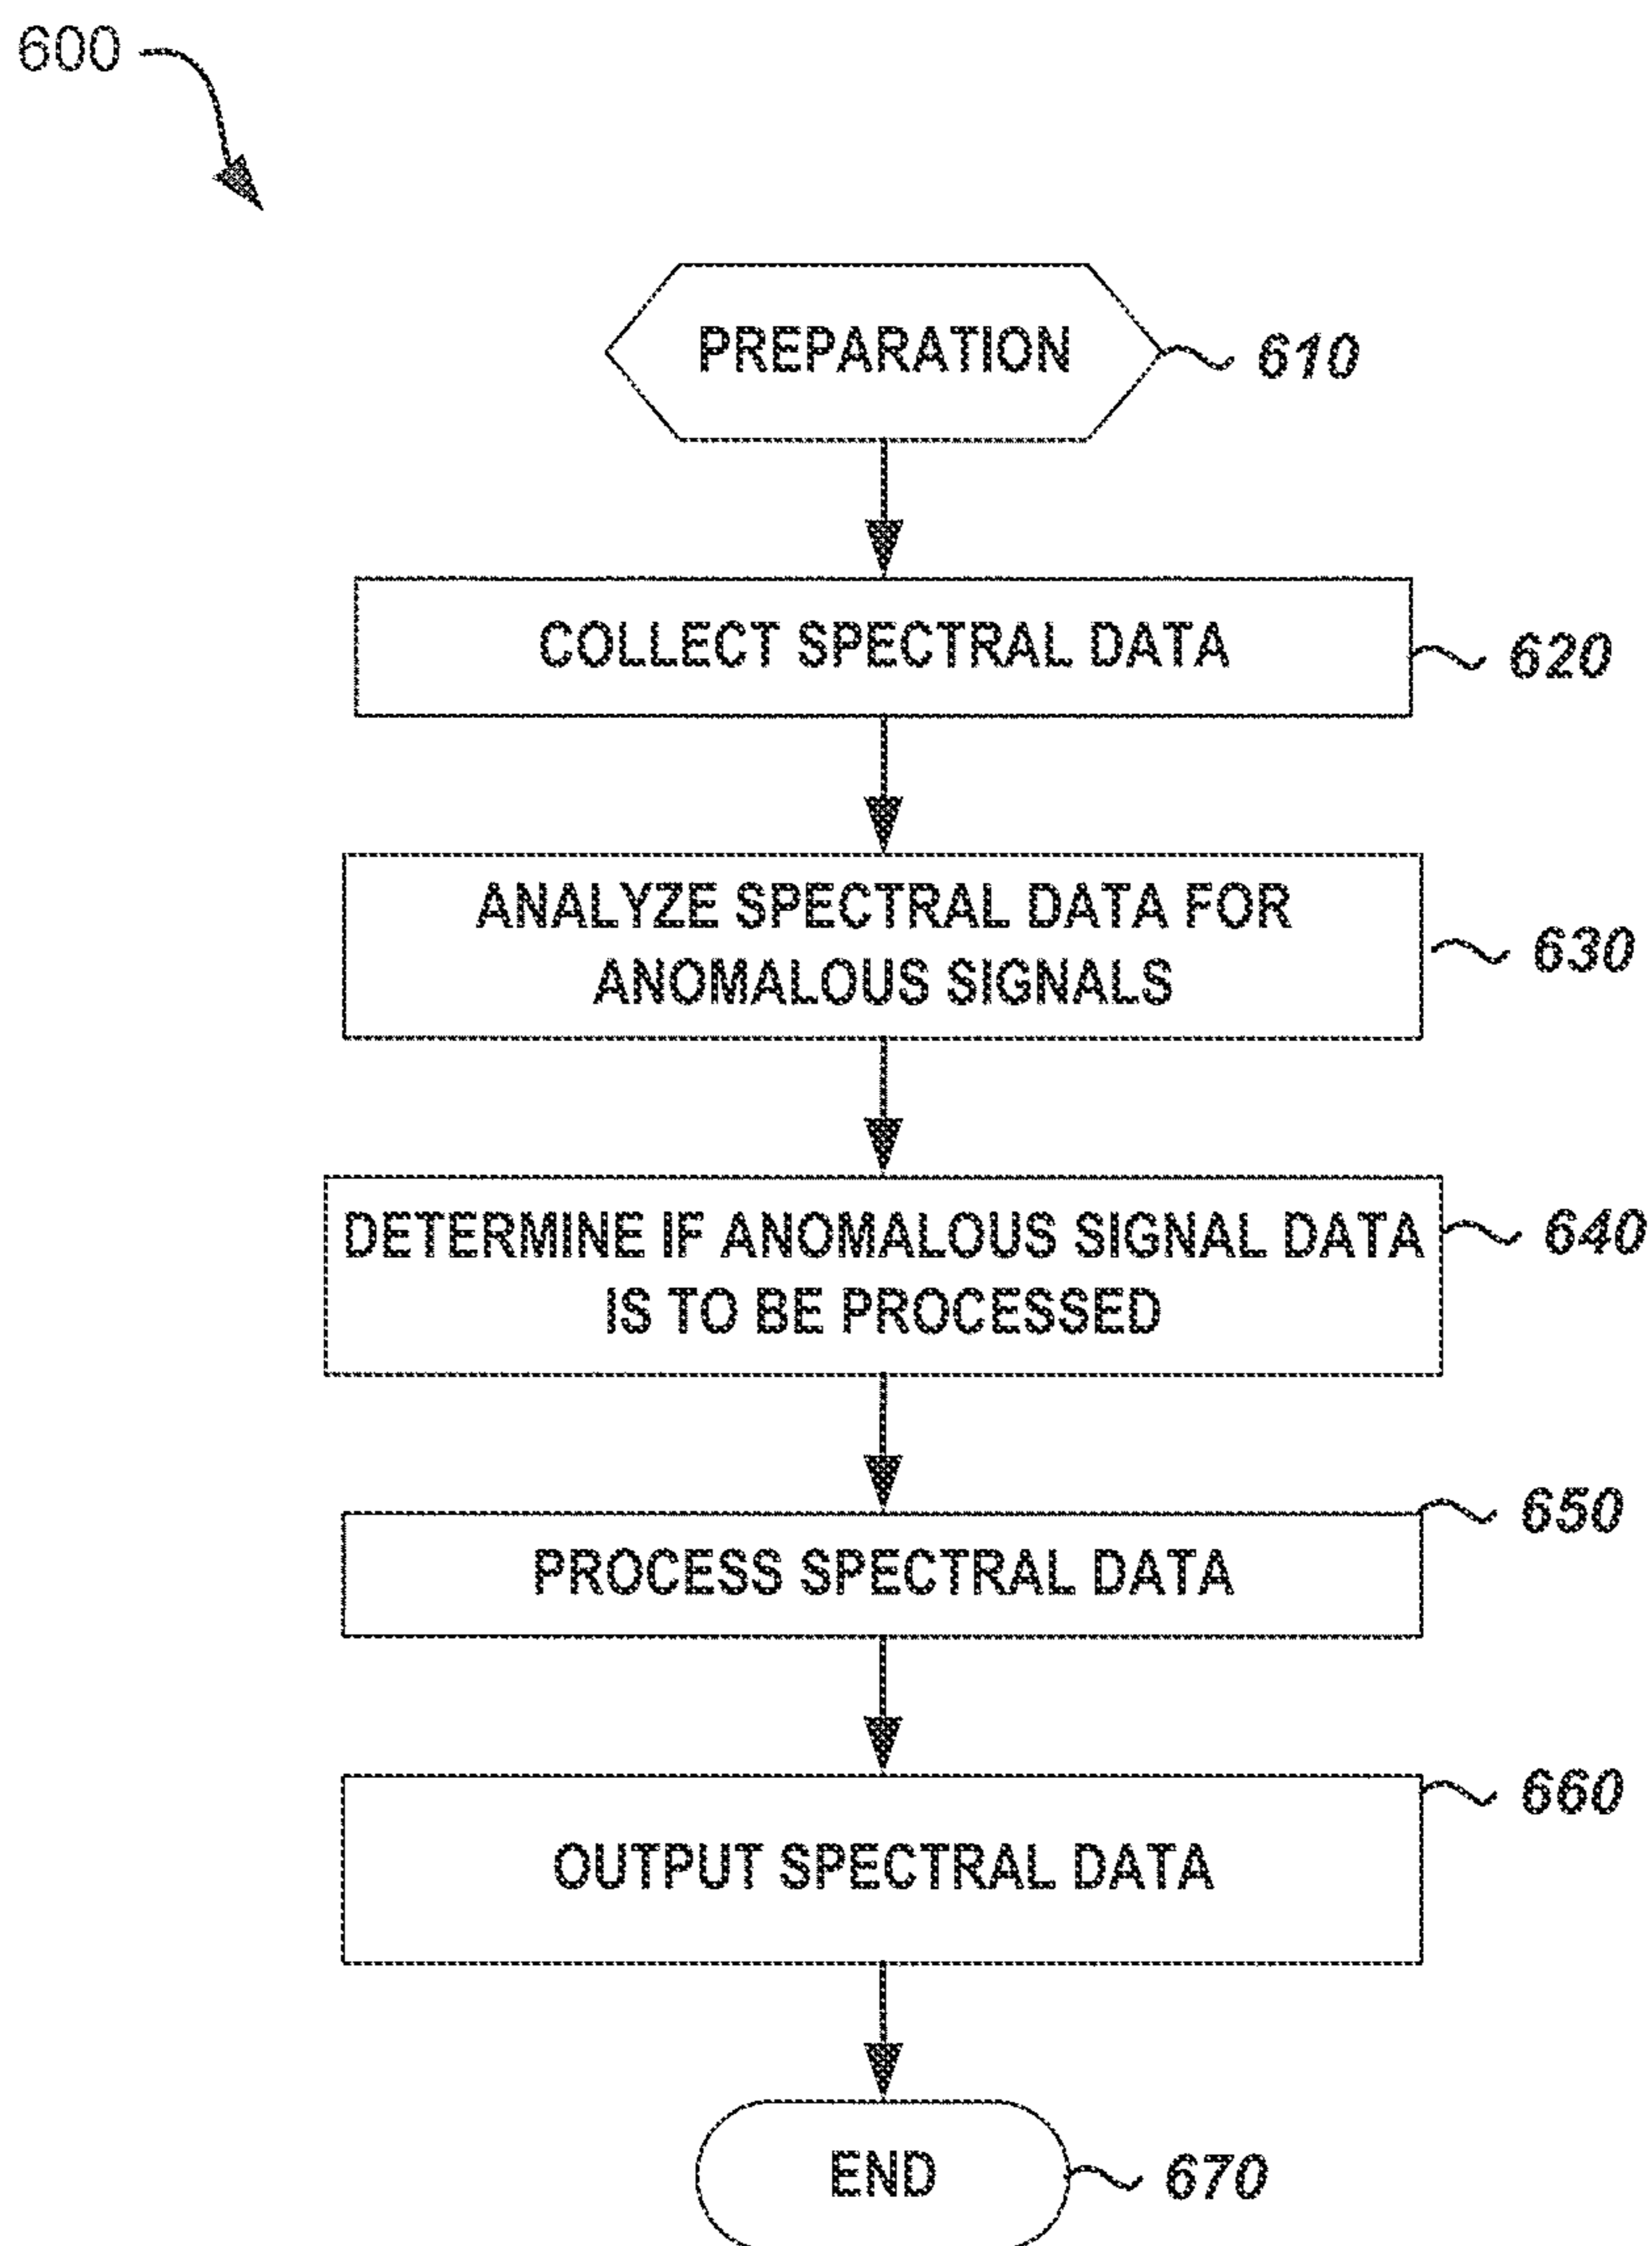 600
PREPARATION
610
COLLECT SPECTRAL DATA
620
ANALYZE SPECTRAL DATA FOR
ANOMALOUS SIGNALS
630
DETERMINE IF ANOMALOUS SIGNAL DATA
IS TO BE PROCESSED
640
PROCESS SPECTRAL DATA
650
OUTPUT SPECTRAL DATA
660
END
670